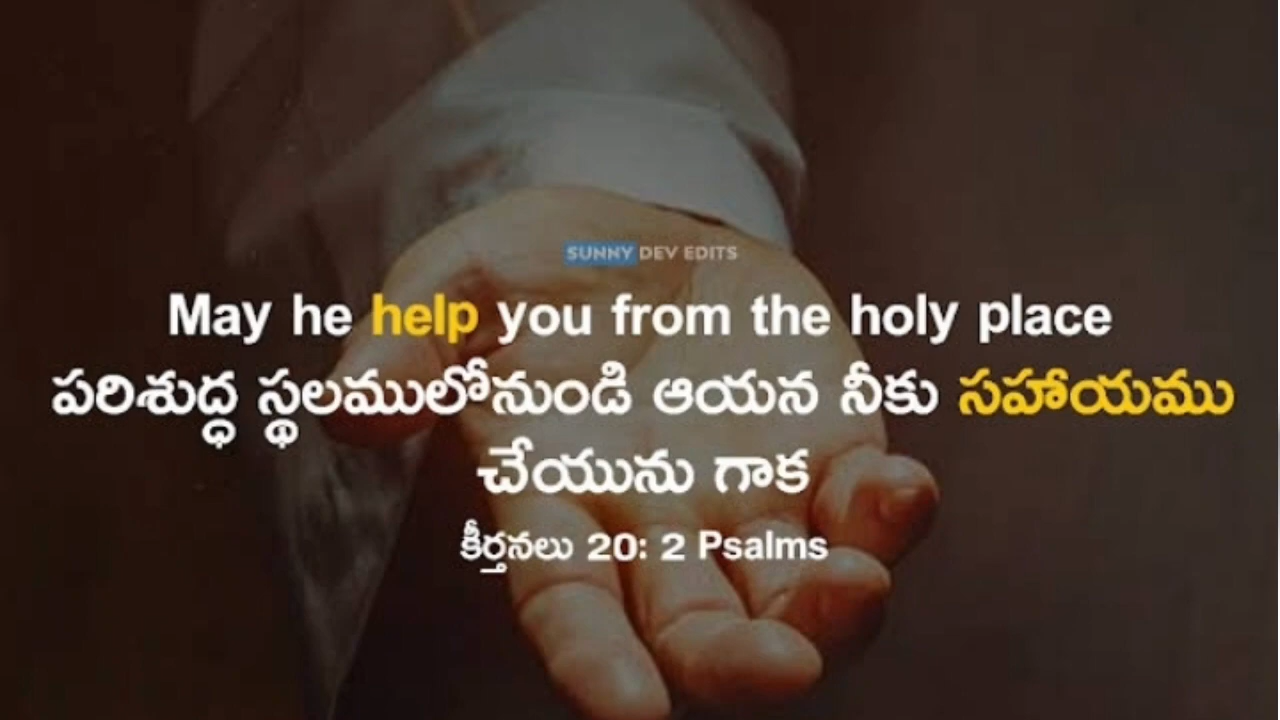 SUNNY DEV EDITS
May he help you from the holy place
పరిశుద్ధ స్థలములోనుండి ఆయన నీకు సహాయము
చేయును గాక
కీర్తనలు 20: 2 Psalms